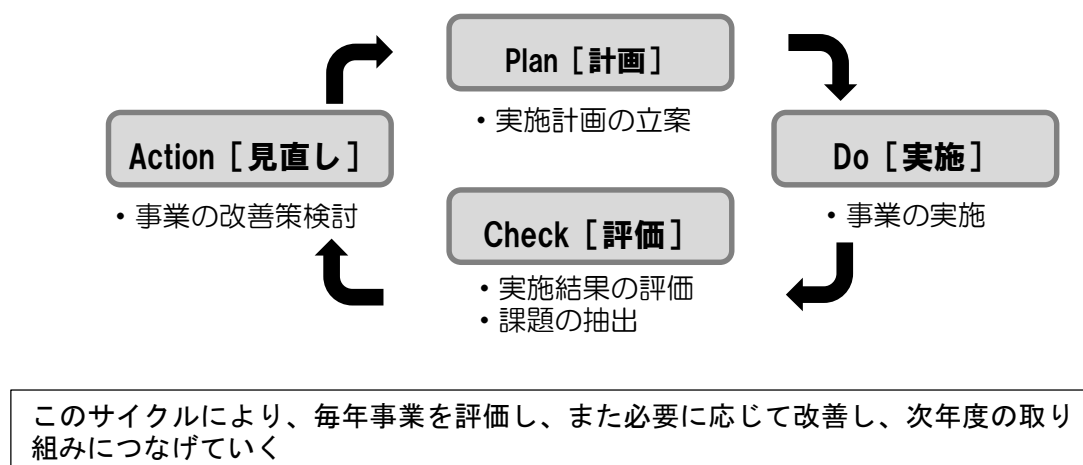 Plan［計画］
・実施計画の立案
Do［実施］
・事業の実施
Check［評価］
・実施結果の評価
・課題の抽出
Action［見直し］
・事業の改善策検討
このサイクルにより、毎年事業を評価し、また必要に応じて改善し、次年度の取り
組みにつなげていく